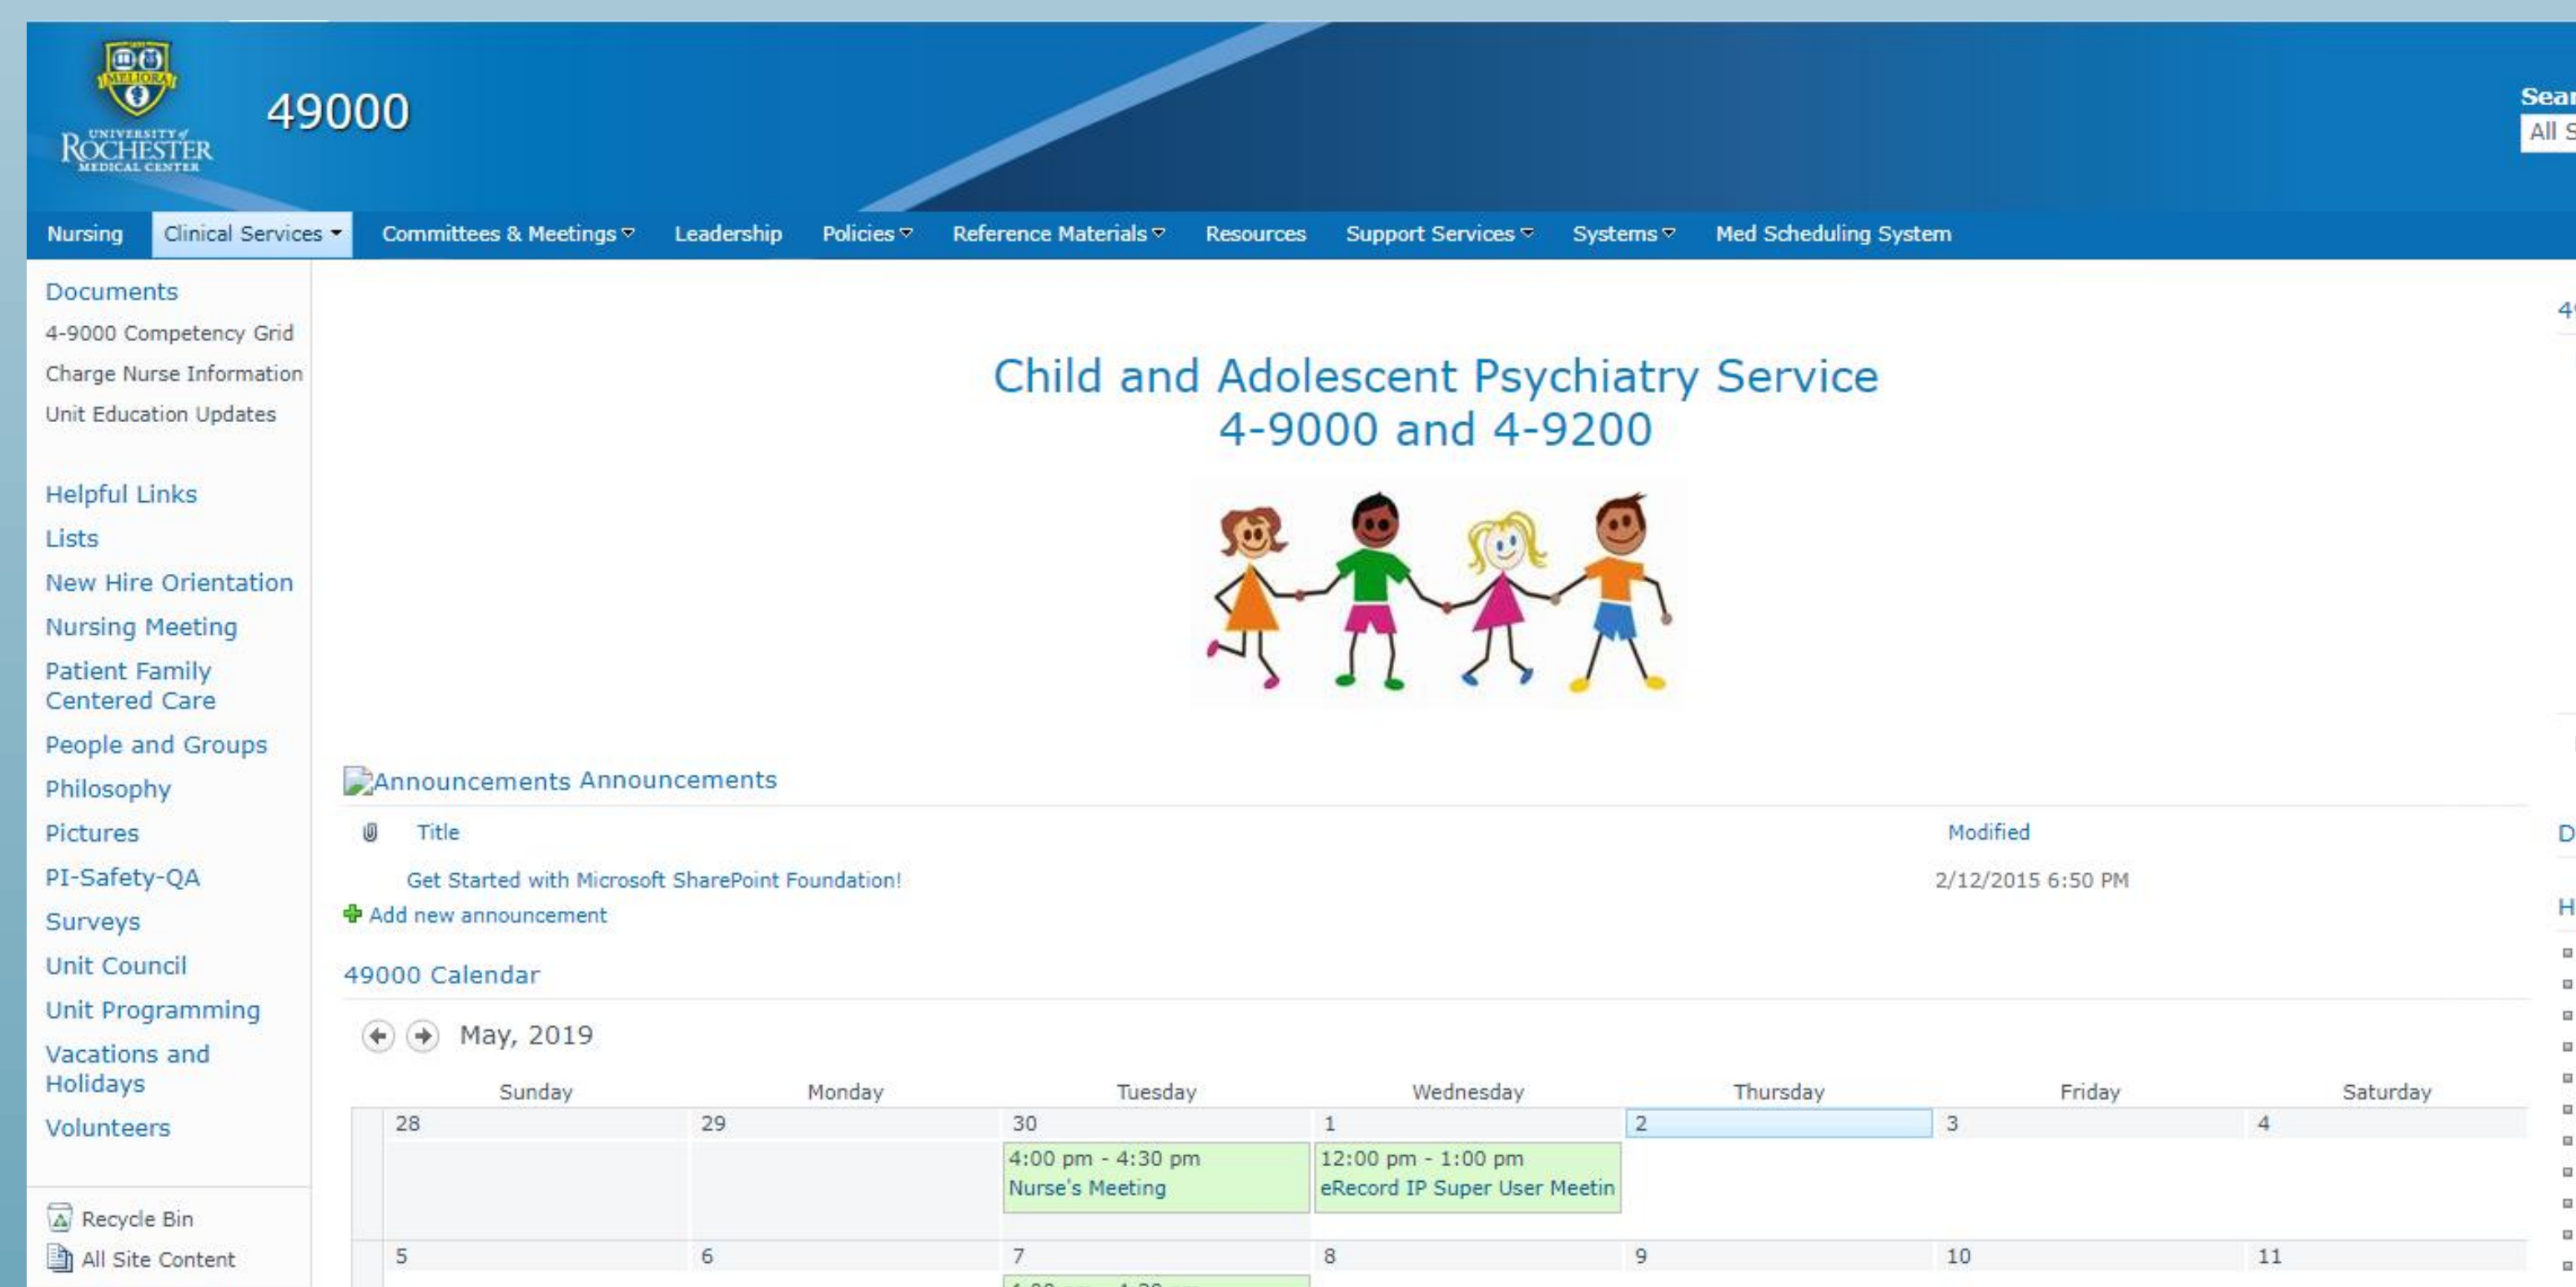 MELIORA
UNIVERSITY of
ROCHESTER
MEDICAL CENTER
49000
All S
Nursing Clinical Services Committees & Meetings Leadership Policies Reference Materials Resources Support Services Systems Med Scheduling System
Documents
4-9000 Competency Grid
Charge Nurse Information
Unit Education Updates
Helpful Links
Lists
New Hire Orientation
Nursing Meeting
Patient Family
Centered Care
People and Groups
Philosophy
Pictures
PI-Safety-QA
Surveys
Unit Council
Unit Programming
Vacations and
Holidays
Volunteers
Recycle Bin
All Site Content
Child and Adolescent Psychiatry Service
4-9000 and 4-9200
Announcements Announcements
Title Modified
Get Started with Microsoft SharePoint Foundation! 2/12/2015 6:50 PM
Add new announcement
49000 Calendar
May, 2019
Sunday Monday Tuesday Wednesday Thursday Friday Saturday
28 29 30 1 2 3 4
4:00 pm - 4:30 pm 12:00 pm - 1:00 pm
Nurse's Meeting eRecord IP Super User Meetin
5 6 7 8 9 10 11